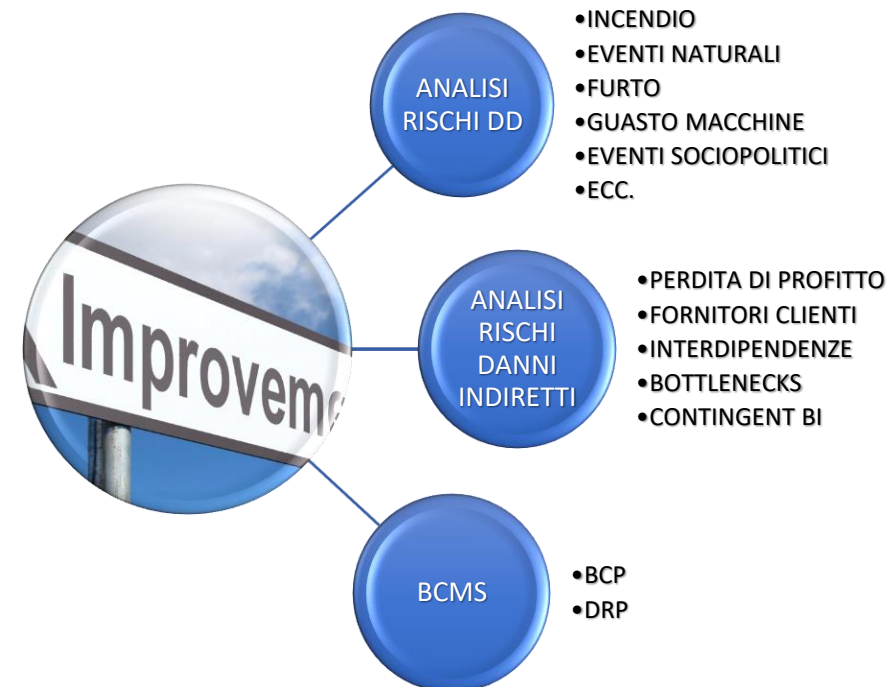 ANALISI
RISCHI DD
•INCENDIO
•EVENTI NATURALI
•FURTO
•GUASTO MACCHINE
•EVENTI SOCIOPOLITICI
•ECC.
Improveme
ANALISI
RISCHI
DANNI
INDIRETTI
•PERDITA DI PROFITTO
•FORNITORI CLIENTI
•INTERDIPENDENZE
•BOTTLENECKS
•CONTINGENT BI
BCMS
•BCP
•DRP